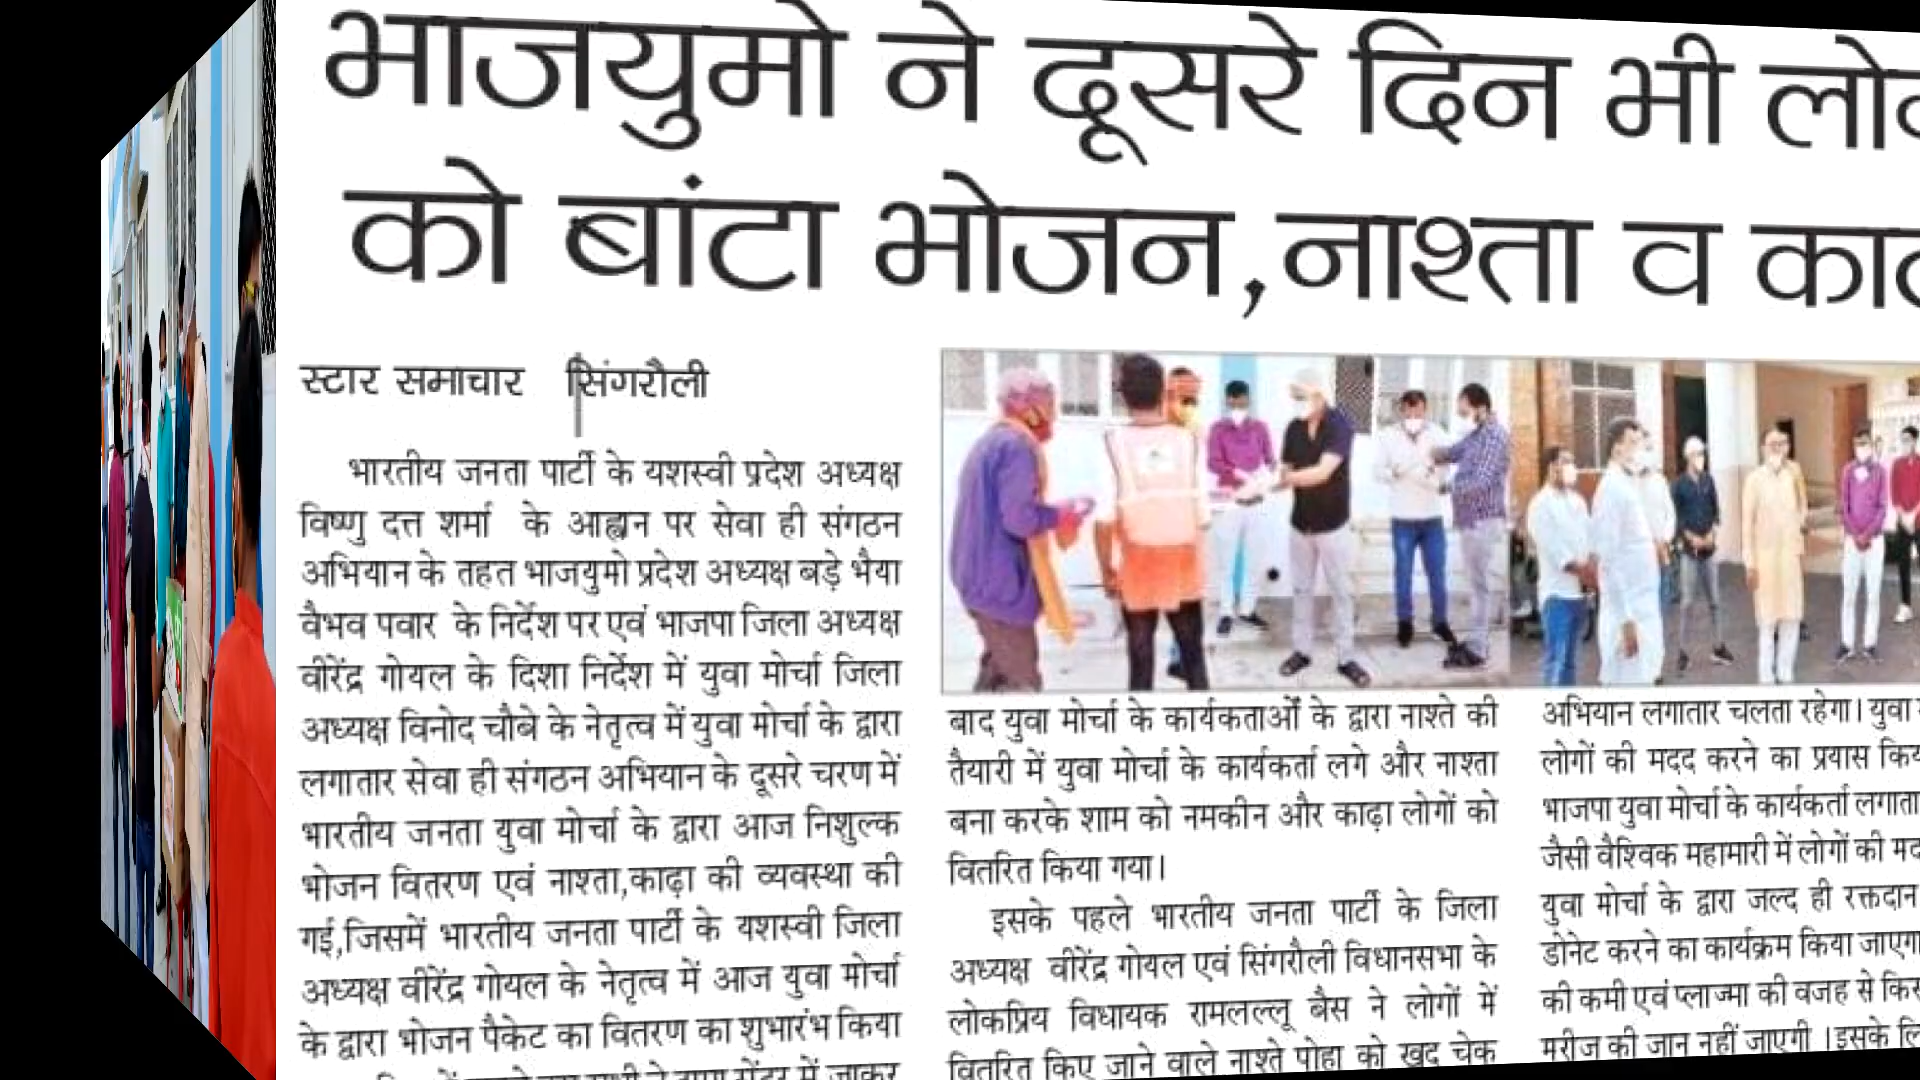 भाजयुमो ने दूसरे दिन भी
को बांटा भोजन,नाश्ता व
स्टार समाचार सिंगरौली
भारतीय जनता पार्टी के यशस्वी प्रदेश अध्यक्ष
विष्णु दत्त शर्मा के आह्वान पर सेवा ही संगठन
अभियान के तहत भाजयुमो प्रदेश अध्यक्ष बड़े भैया
वैभव पवार के निर्देश पर एवं भाजपा जिला अध्यक्ष
वीरेंद्र गोयल के दिशा निर्देश में युवा मोर्चा जिला
अध्यक्ष विनोद चौबे के नेतृत्व में युवा मोर्चा के द्वारा
लगातार सेवा ही संगठन अभियान के दूसरे चरण में
भारतीय जनता युवा मोर्चा के द्वारा आज निशुल्क
भोजन वितरण एवं नाश्ता,काढ़ा की व्यवस्था की
गई,जिसमें भारतीय जनता पार्टी के यशस्वी जिला
अध्यक्ष वीरेंद्र गोयल के नेतृत्व में आज युवा मोर्चा
के द्वारा भोजन पैकेट का वितरण का शुभारंभ किया
बाद युवा मोर्चा के कार्यकर्ताओं के द्वारा नाश्ते की
तैयारी में युवा मोर्चा के कार्यकर्ता लगे और नाश्ता
बना करके शाम को नमकीन और काढ़ा लोगों को
वितरित किया गया।
इसके पहले भारतीय जनता पार्टी के जिला
अध्यक्ष वीरेंद्र गोयल एवं सिंगरौली विधानसभा के
लोकप्रिय विधायक रामलल्लू बैस ने लोगों में
वितरित किए जाने वाले नाश्ते पोहा को खुद चेक
अभियान लगातार चलता रहेगा। युवा
लोगों की मदद करने का प्रयास
भाजपा युवा मोर्चा के कार्यकर्ता
जैसी वैश्विक महामारी में लोगों की
युवा मोर्चा के द्वारा जल्द ही रक्तदान
डोनेट करने का कार्यक्रम किया
की कमी एवं प्लाज्मा की वजह से
मरीज की जान नहीं जाएगी ।इसके